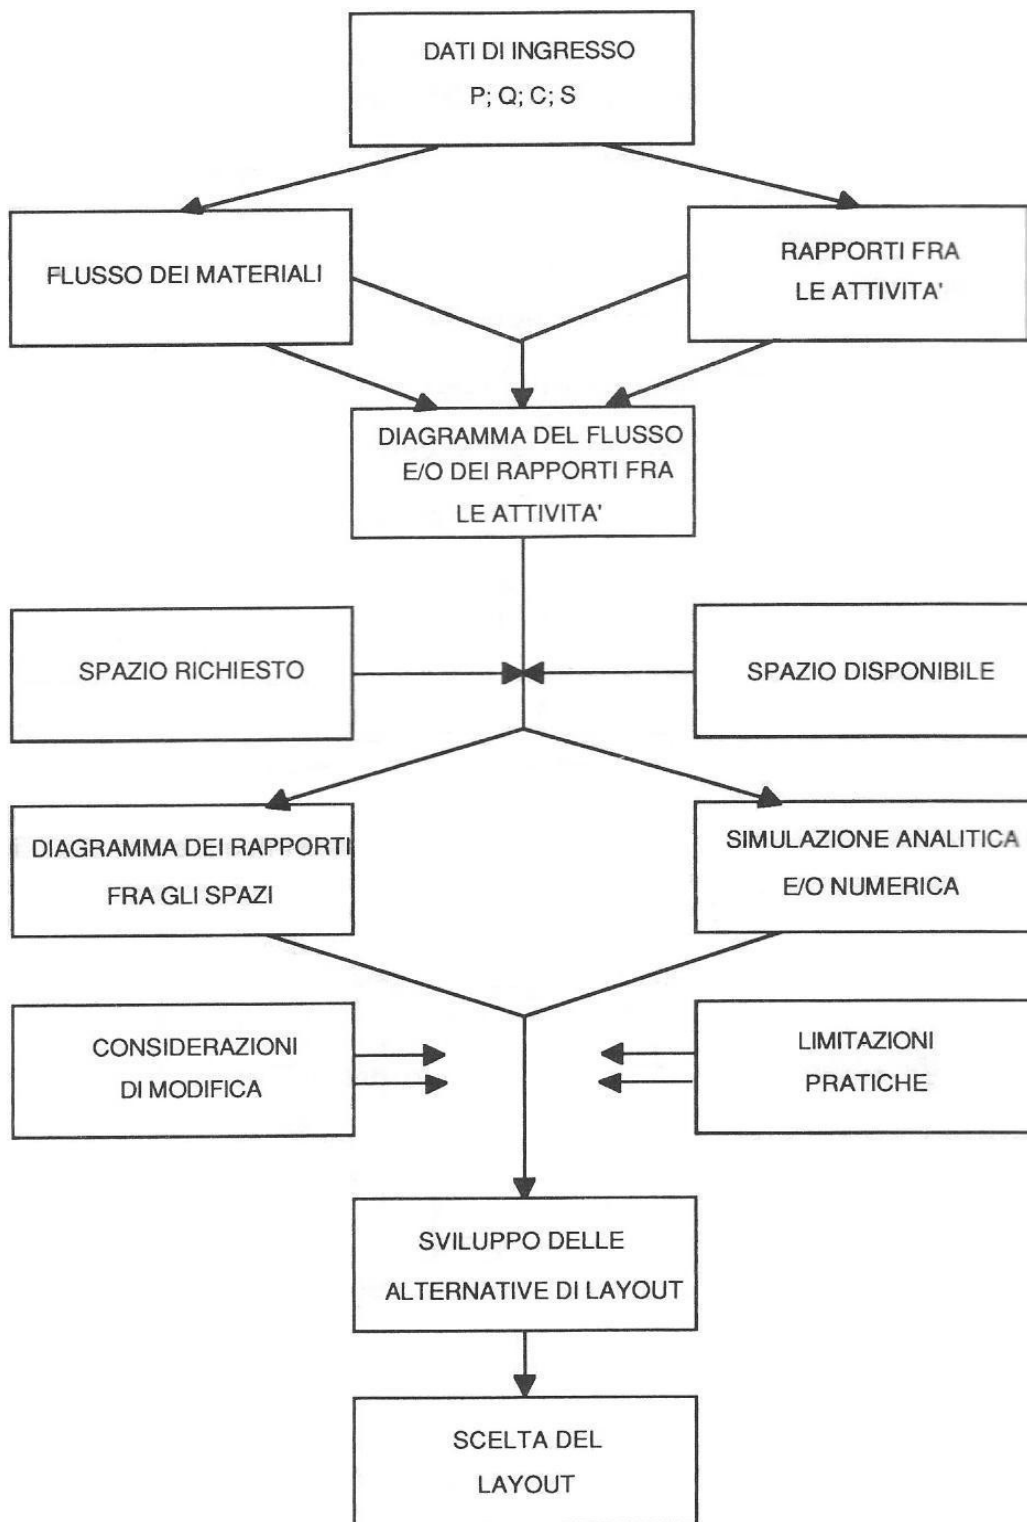 DATI DI INGRESSO
P; Q; C; S
FLUSSO DEI MATERIALI
RAPPORTI FRA
LE ATTIVITA'
DIAGRAMMA DEL FLUSSO
E/O DEI RAPPORTI FRA
LE ATTIVITA'
SPAZIO RICHIESTO
SPAZIO DISPONIBILE
DIAGRAMMA DEI RAPPORTI
FRA GLI SPAZI
SIMULAZIONE ANALITICA
E/O NUMERICA
CONSIDERAZIONI
DI MODIFICA
LIMITAZIONI
PRATICHE
SVILUPPO DELLE
ALTERNATIVE DI LAYOUT
SCELTA DEL
LAYOUT